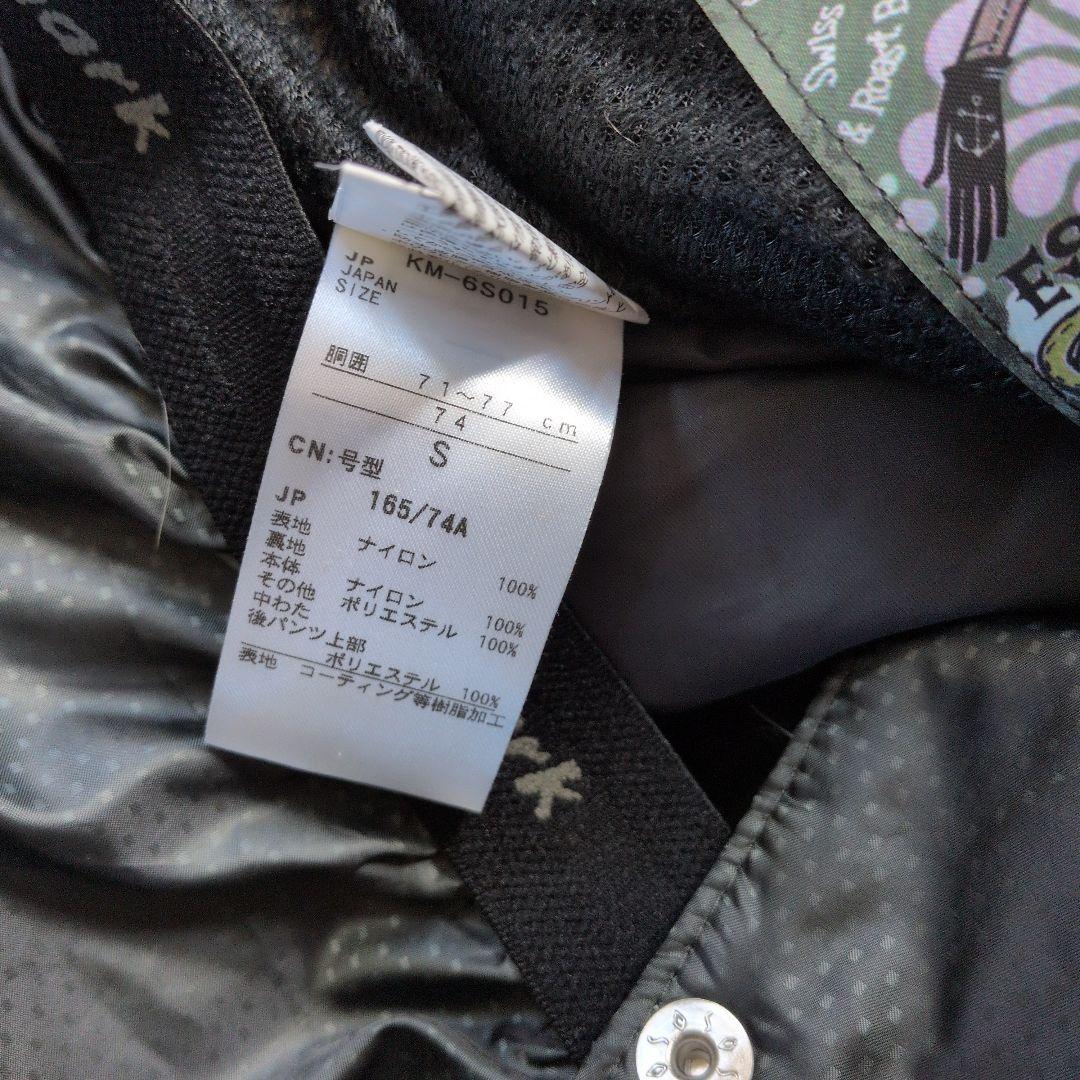 ark
Swiss
& Roast B
JP KM-6S015
JAPAN
SIZE
胴囲 71～77 cm
74
S
CN:号型
JP 165/74A
表地 ナイロン 100%
裏地
本体 ナイロン 100%
その他 ポリエステル 100%
中わた
後パンツ上部
ポリエステル 100%
表地 コーティング等樹脂加工
ark